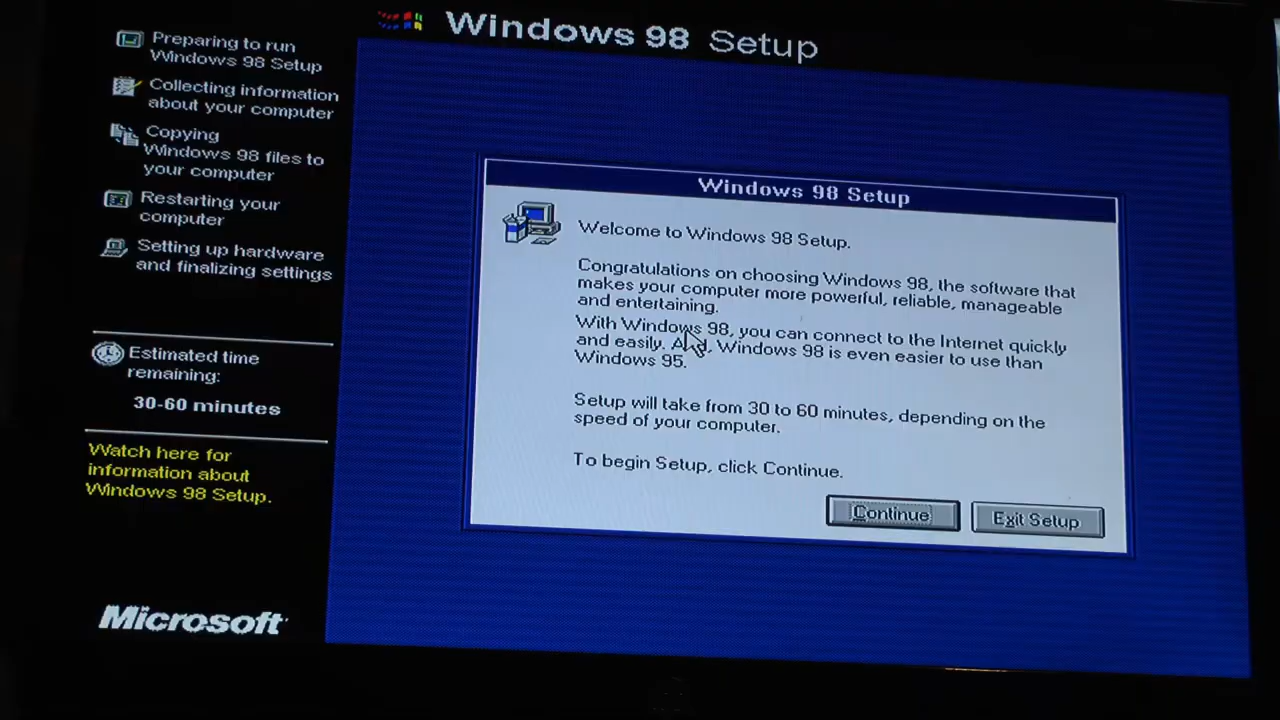 Windows 98 Setup
Preparing to run
Windows 98 Setup
Collecting information
about your computer
Copying
Windows 98 files to
your computer
Restarting your
computer
Setting up hardware
and finalizing settings
Estimated time
remaining:
30-60 minutes
Watch here for
information about
Windows 98 Setup.
Microsoft
Windows 98 Setup
Welcome to Windows 98 Setup.
Congratulations on choosing Windows 98, the software that
makes your computer more powerful, reliable, manageable
and entertaining.
With Windows 98, you can connect to the Internet quickly
and easily. And, Windows 98 is even easier to use than
Windows 95.
Setup will take from 30 to 60 minutes, depending on the
speed of your computer.
To begin Setup, click Continue.
Continue
Exit Setup